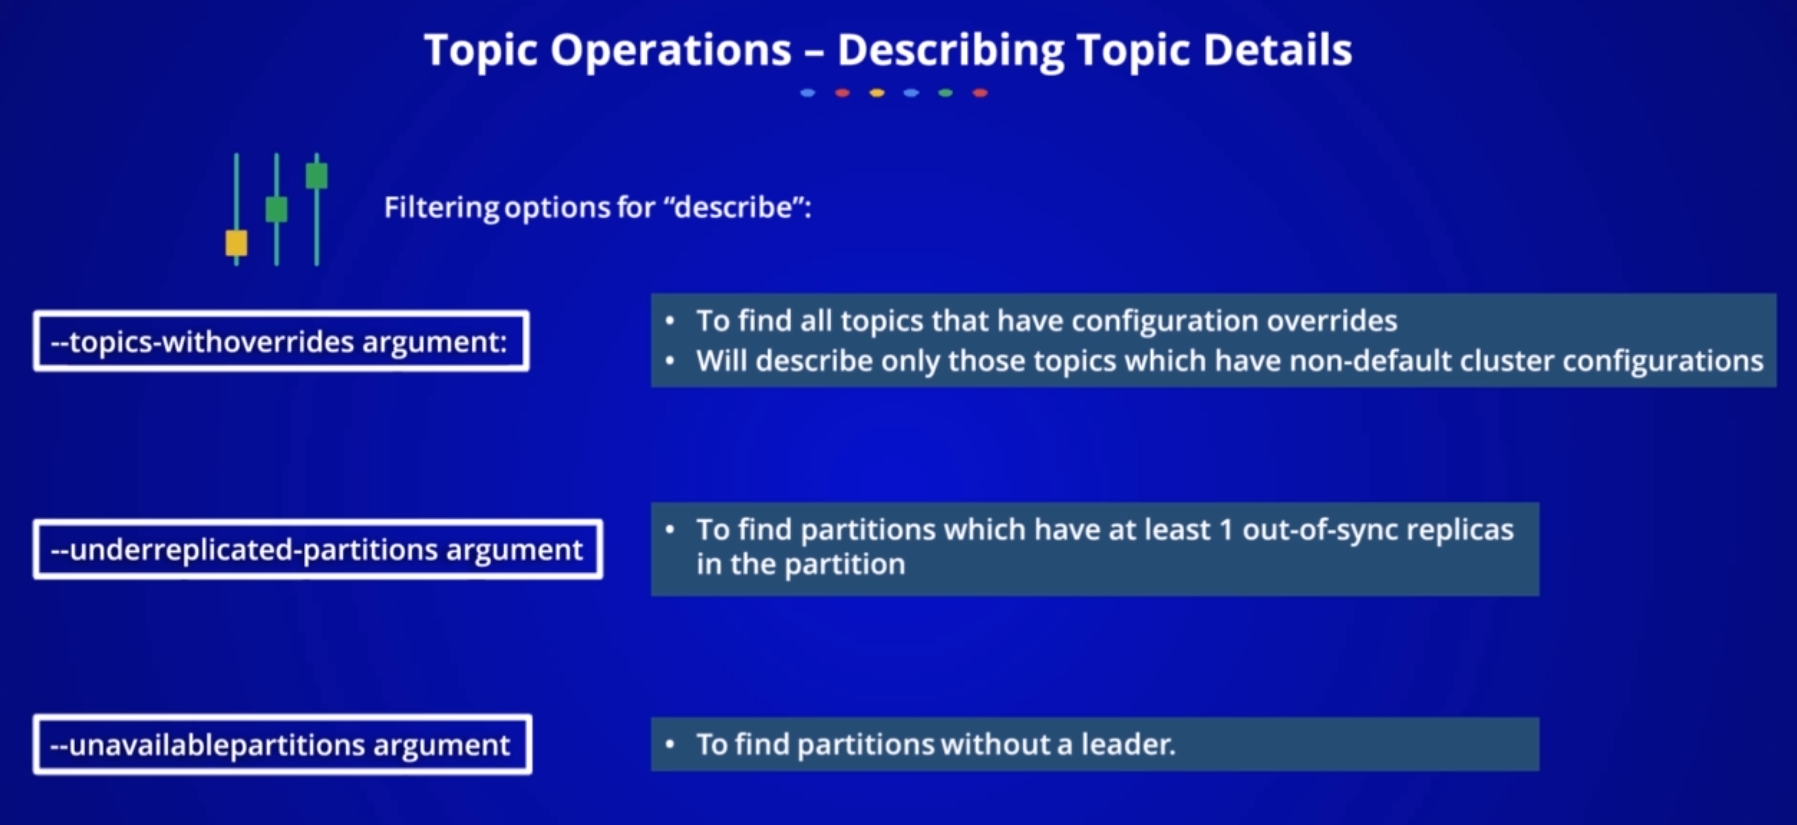 Topic Operations – Describing Topic Details
Filtering options for “describe”:
--topics-withoverrides argument:
• To find all topics that have configuration overrides
• Will describe only those topics which have non-default cluster configurations
--underreplicated-partitions argument
• To find partitions which have at least 1 out-of-sync replicas
in the partition
--unavailablepartitions argument
• To find partitions without a leader.